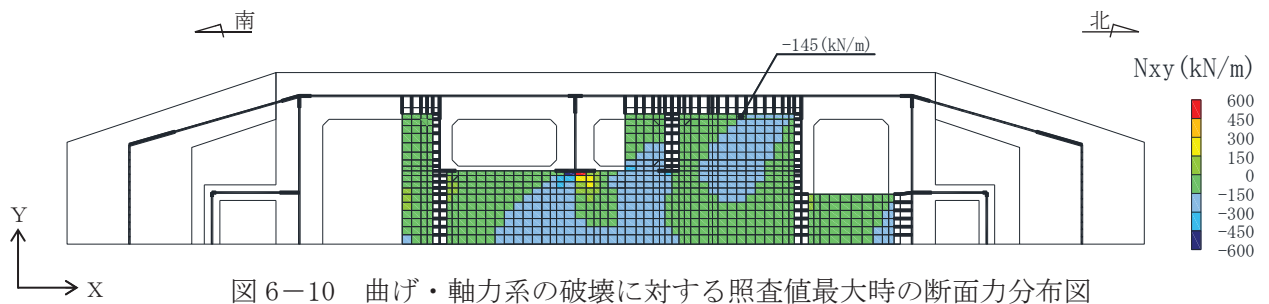 南
北
-145(kN/m)
Nxy(kN/m)
600
450
300
150
0
-150
-300
-450
-600
Y
X
図 6-10 曲げ・軸力系の破壊に対する照査値最大時の断面力分布図